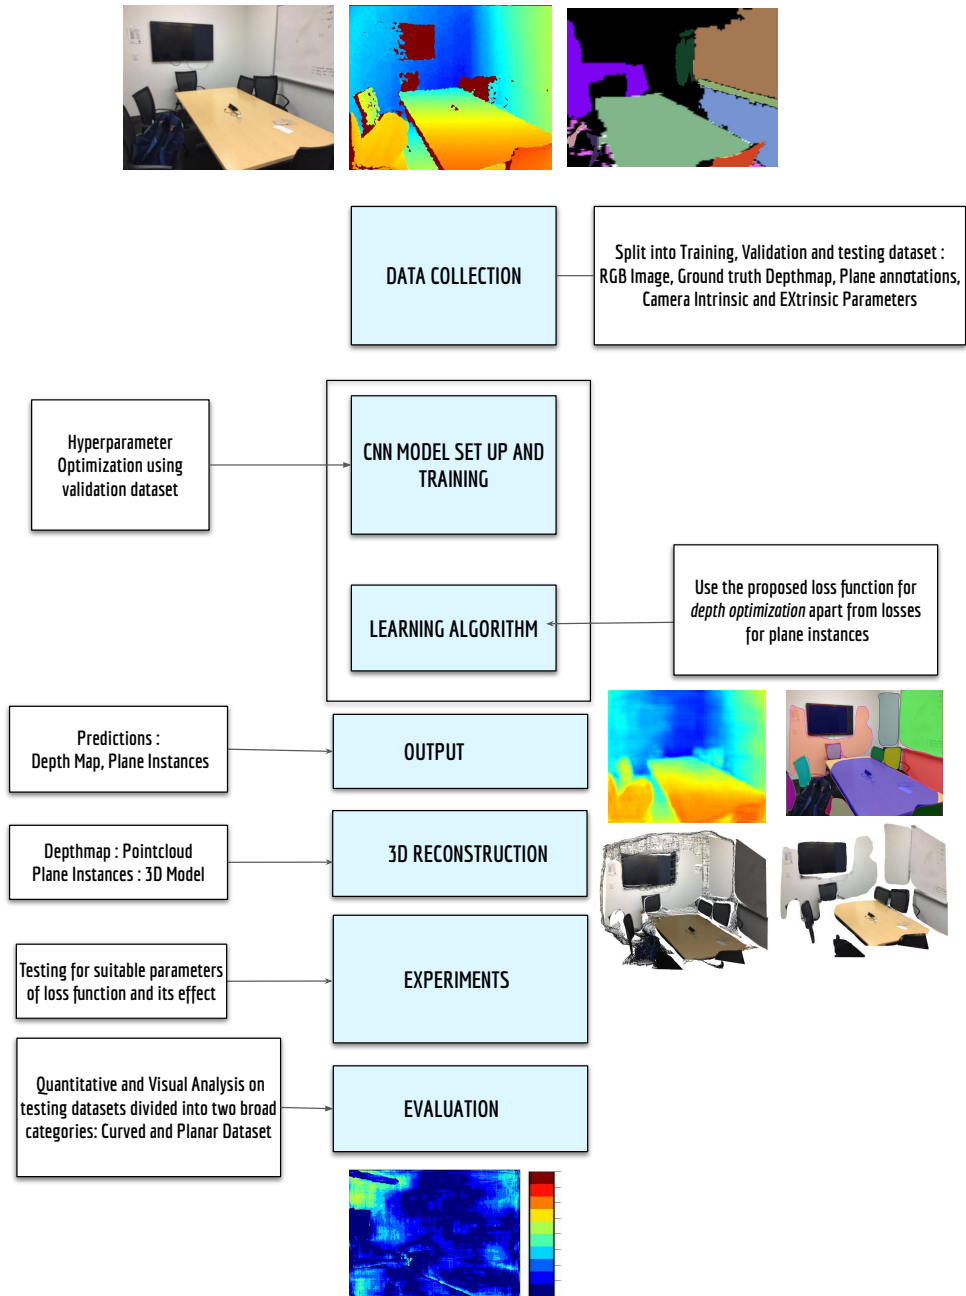 DATA COLLECTION
Split into Training, Validation and testing dataset :
RGB Image, Ground truth Depthmap, Plane annotations,
Camera Intrinsic and EXtrinsic Parameters
Hyperparameter
Optimization using
validation dataset
CNN MODEL SET UP AND
TRAINING
LEARNING ALGORITHM
Use the proposed loss function for
depth optimization apart from losses
for plane instances
Predictions :
Depth Map, Plane Instances
OUTPUT
Depthmap : Pointcloud
Plane Instances : 3D Model
3D RECONSTRUCTION
Testing for suitable parameters
of loss function and its effect
EXPERIMENTS
Quantitative and Visual Analysis on
testing datasets divided into two broad
categories: Curved and Planar Dataset
EVALUATION